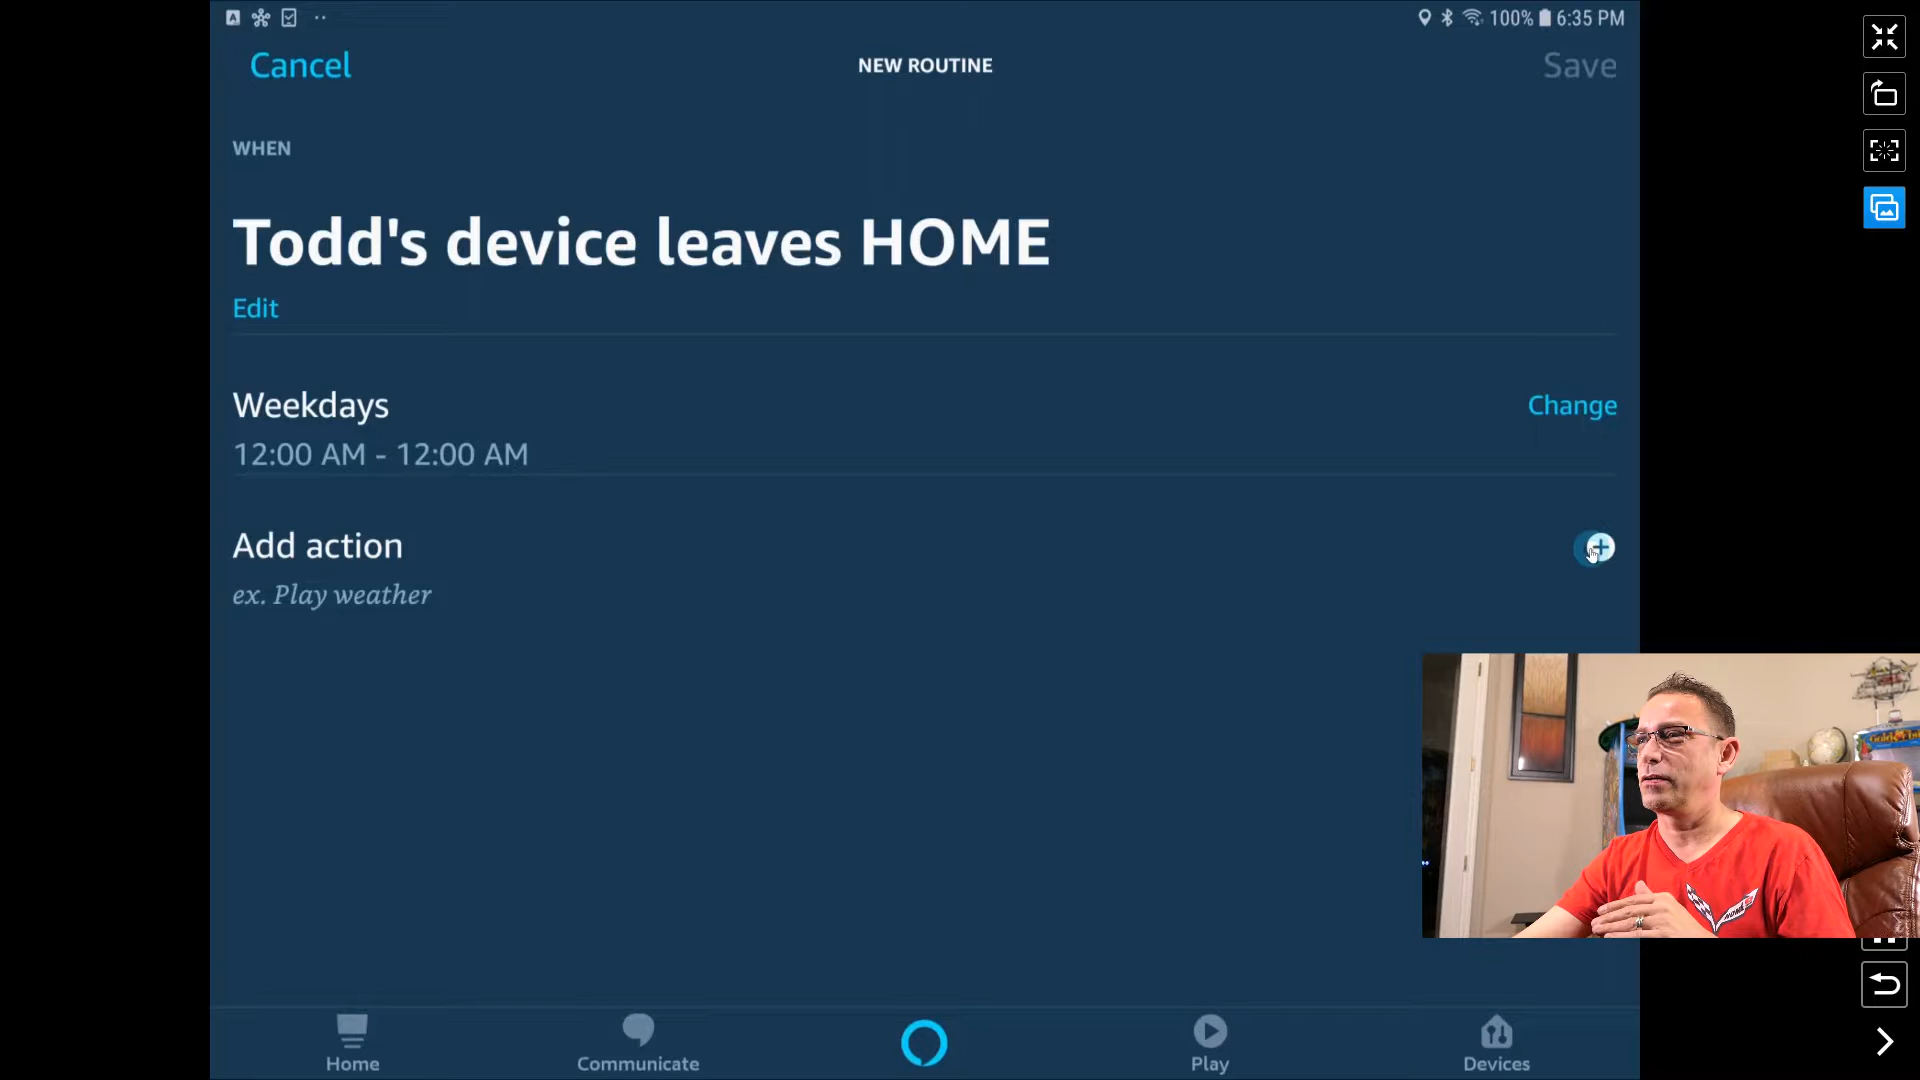 100% 6:35 PM
Cancel
NEW ROUTINE
Save
WHEN
Todd's device leaves HOME
Edit
Weekdays
Change
12:00 AM - 12:00 AM
Add action
ex. Play weather
Home
Communicate
Play
Devices